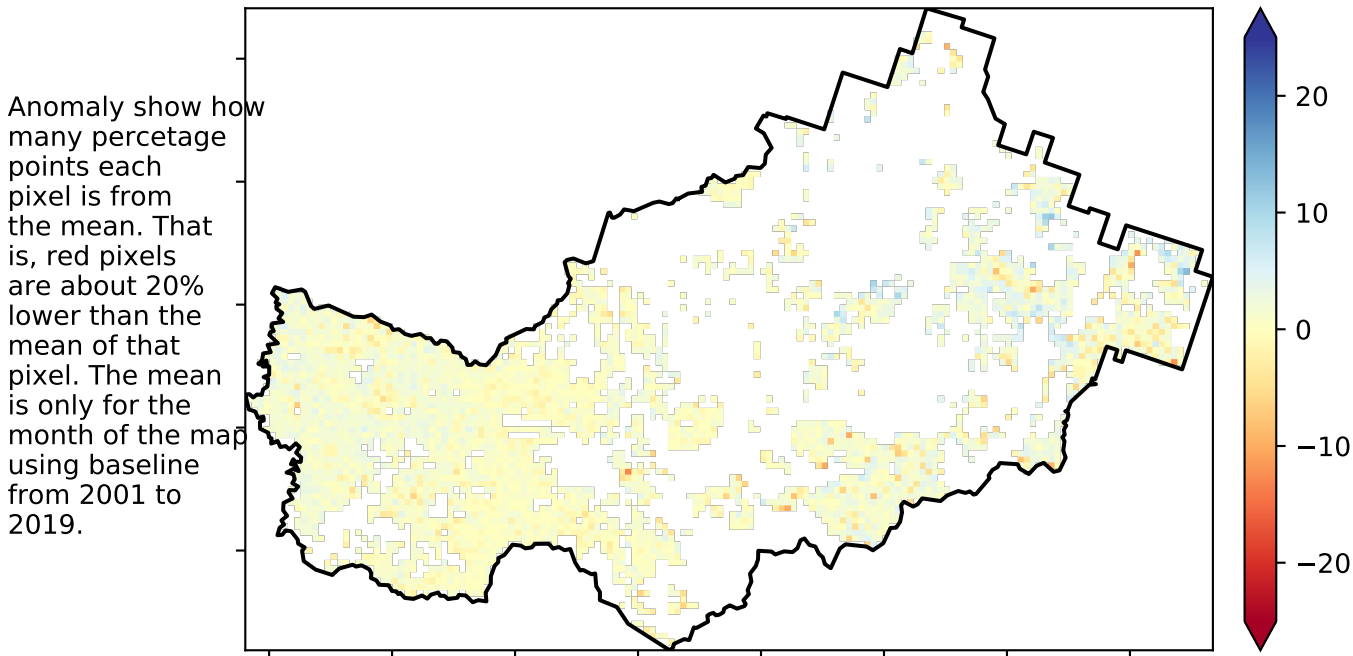 Anomaly show how
many percetage
points each
pixel is from
the mean. That
is, red pixels
are about 20%
lower than the
mean of that
pixel. The mean
is only for the
month of the map
using baseline
from 2001 to
2019.
20
10
0
−10
−20